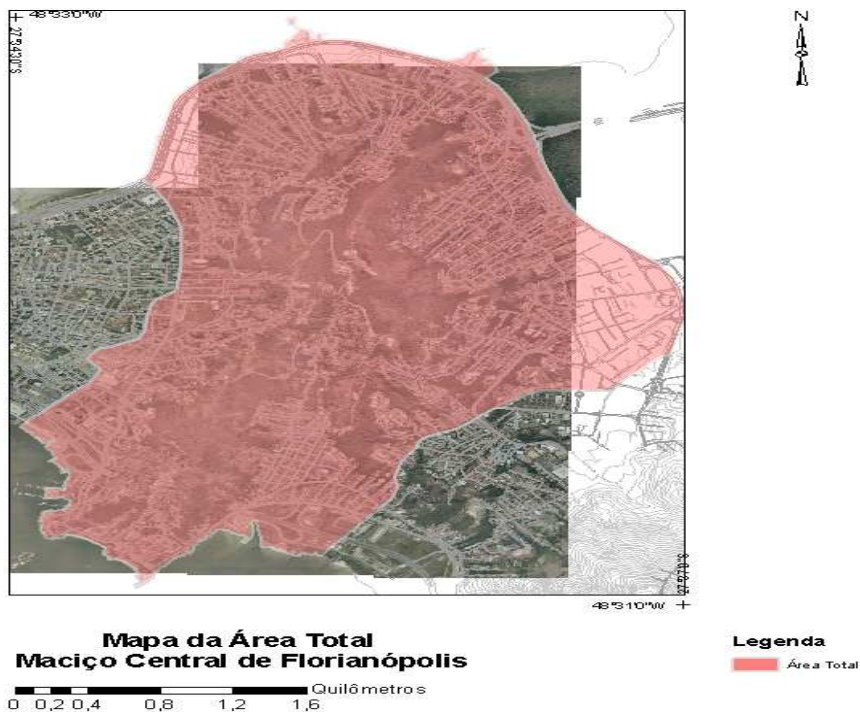 48°33'0"W
N
27°34'30"S
27°37'0"S
48°31'0"W
Mapa da Área Total
Maciço Central de Florianópolis
Quilômetros
0 0,2 0,4 0,8 1,2 1,6
Legenda
Área Total